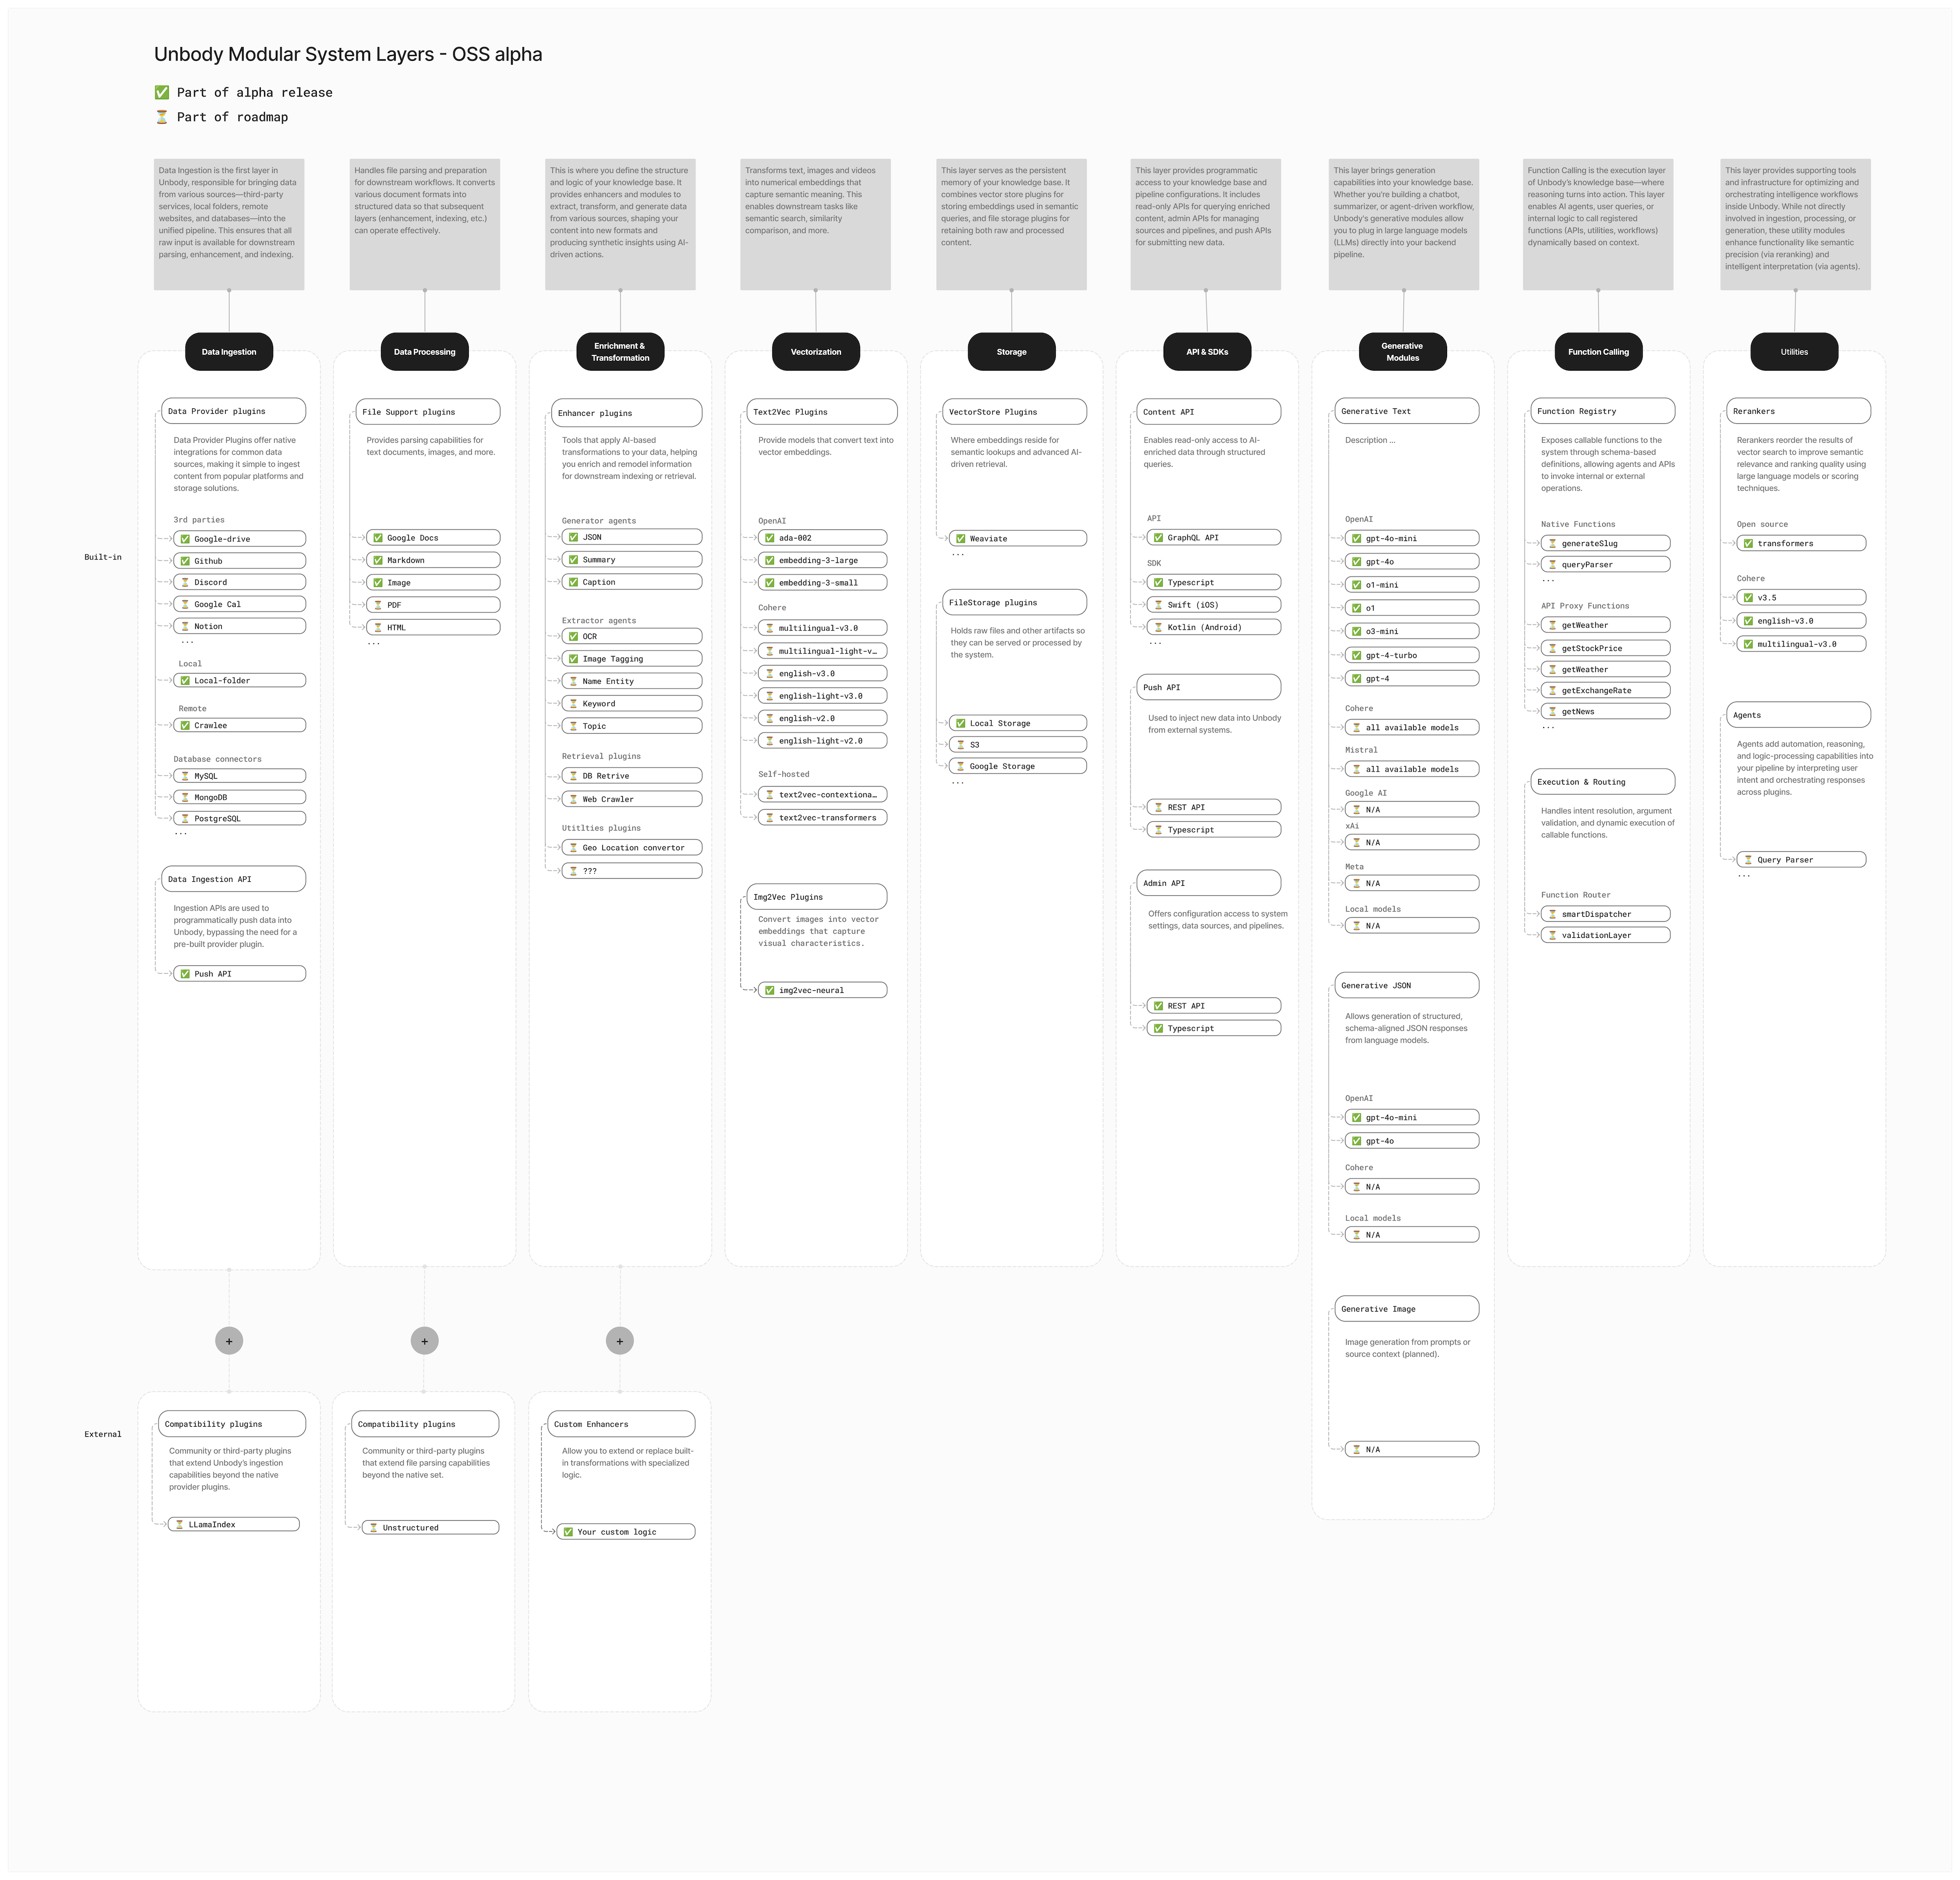 Unbody Modular System Layers - OSS alpha
✅ Part of alpha release
⏳ Part of roadmap
Data Ingestion is the first layer in
Unbody, responsible for bringing data
from various sources—third-party
services, local folders, remote
websites, and databases—into the
unified pipeline. This ensures that all
raw input is available for downstream
parsing, enhancement, and indexing.
Handles file parsing and preparation
for downstream workflows. It converts
various document formats into
structured data so that subsequent
layers (enhancement, indexing, etc.)
can operate effectively.
This is where you define the structure
and logic of your knowledge base. It
provides enhancers and modules to
extract, transform, and generate data
from various sources, shaping your
content into new formats and
producing synthetic insights using AI-
driven actions.
Transforms text, images and videos
into numerical embeddings that
capture semantic meaning. This
enables downstream tasks like
semantic search, similarity
comparison, and more.
This layer serves as the persistent
memory of your knowledge base. It
combines vector store plugins for
storing embeddings used in semantic
queries, and file storage plugins for
retaining both raw and processed
content.
This layer provides programmatic
access to your knowledge base and
pipeline configurations. It includes
read-only APIs for querying enriched
content, admin APIs for managing
sources and pipelines, and push APIs
for submitting new data.
This layer brings generation
capabilities into your knowledge base.
Whether you're building a chatbot,
summarizer, or agent-driven workflow,
Unbody's generative modules allow
you to plug in large language models
(LLMs) directly into your backend
pipeline.
Function Calling is the execution layer
of Unbody's knowledge base—where
reasoning turns into action. This layer
enables AI agents, user queries, or
internal logic to call registered
functions (APIs, utilities, workflows)
dynamically based on context.
This layer provides supporting tools
and infrastructure for optimizing and
orchestrating intelligence workflows
inside Unbody. While not directly
involved in ingestion, processing, or
generation, these utility modules
enhance functionality like semantic
precision (via reranking) and
intelligent interpretation (via agents).
Built-in
Data Ingestion
Data Provider plugins
Data Provider Plugins offer native
integrations for common data
sources, making it simple to ingest
content from popular platforms and
storage solutions.
3rd parties
✅ Google-drive
✅ Github
⏳ Discord
⏳ Google Cal
⏳ Notion
...
Local
✅ Local-folder
Remote
✅ Crawlee
Database connectors
⏳ MySQL
⏳ MongoDB
⏳ PostgreSQL
...
Data Ingestion API
Ingestion APIs are used to
programmatically push data into
Unbody, bypassing the need for a
pre-built provider plugin.
✅ Push API
Data Processing
File Support plugins
Provides parsing capabilities for
text documents, images, and more.
✅ Google Docs
✅ Markdown
✅ Image
⏳ PDF
⏳ HTML
...
Enrichment &
Transformation
Enhancer plugins
Tools that apply AI-based
transformations to your data, helping
you enrich and remodel information
for downstream indexing or retrieval.
Generator agents
✅ JSON
✅ Summary
✅ Caption
Extractor agents
✅ OCR
✅ Image Tagging
⏳ Name Entity
⏳ Keyword
⏳ Topic
Retrieval plugins
⏳ DB Retrive
⏳ Web Crawler
Utitlties plugins
⏳ Geo Location convertor
⏳ ???
Vectorization
Text2Vec Plugins
Provide models that convert text into
vector embeddings.
OpenAI
✅ ada-002
✅ embedding-3-large
✅ embedding-3-small
Cohere
⏳ multilingual-v3.0
⏳ multilingual-light-v…
⏳ english-v3.0
⏳ english-light-v3.0
⏳ english-v2.0
⏳ english-light-v2.0
Self-hosted
⏳ text2vec-contextiona…
⏳ text2vec-transformers
Img2Vec Plugins
Convert images into vector
embeddings that capture
visual characteristics.
✅ img2vec-neural
Storage
VectorStore Plugins
Where embeddings reside for
semantic lookups and advanced AI-
driven retrieval.
✅ Weaviate
...
FileStorage plugins
Holds raw files and other artifacts so
they can be served or processed by
the system.
✅ Local Storage
⏳ S3
⏳ Google Storage
...
API & SDKs
Content API
Enables read-only access to AI-
enriched data through structured
queries.
API
✅ GraphQL API
SDK
✅ Typescript
⏳ Swift (iOS)
⏳ Kotlin (Android)
...
Push API
Used to inject new data into Unbody
from external systems.
⏳ REST API
⏳ Typescript
Admin API
Offers configuration access to system
settings, data sources, and pipelines.
✅ REST API
✅ Typescript
Generative
Modules
Generative Text
Description ...
OpenAI
✅ gpt-4o-mini
✅ gpt-4o
✅ o1-mini
✅ o1
✅ o3-mini
✅ gpt-4-turbo
✅ gpt-4
Cohere
⏳ all available models
Mistral
⏳ all available models
Google AI
⏳ N/A
xAi
⏳ N/A
Meta
⏳ N/A
Local models
⏳ N/A
Generative JSON
Allows generation of structured,
schema-aligned JSON responses
from language models.
OpenAI
✅ gpt-4o-mini
✅ gpt-4o
Cohere
⏳ N/A
Local models
⏳ N/A
Generative Image
Image generation from prompts or
source context (planned).
⏳ N/A
Function Calling
Function Registry
Exposes callable functions to the
system through schema-based
definitions, allowing agents and APIs
to invoke internal or external
operations.
Native Functions
⏳ generateSlug
⏳ queryParser
...
API Proxy Functions
⏳ getWeather
⏳ getStockPrice
⏳ getWeather
⏳ getExchangeRate
⏳ getNews
...
Execution & Routing
Handles intent resolution, argument
validation, and dynamic execution of
callable functions.
Function Router
⏳ smartDispatcher
⏳ validationLayer
Utilities
Rerankers
Rerankers reorder the results of
vector search to improve semantic
relevance and ranking quality using
large language models or scoring
techniques.
Open source
✅ transformers
Cohere
✅ v3.5
✅ english-v3.0
✅ multilingual-v3.0
Agents
Agents add automation, reasoning,
and logic-processing capabilities into
your pipeline by interpreting user
intent and orchestrating responses
across plugins.
⏳ Query Parser
...
+
+
+
External
Compatibility plugins
Community or third-party plugins
that extend Unbody's ingestion
capabilities beyond the native
provider plugins.
⏳ LLamaIndex
Compatibility plugins
Community or third-party plugins
that extend file parsing capabilities
beyond the native set.
⏳ Unstructured
Custom Enhancers
Allow you to extend or replace built-
in transformations with specialized
logic.
✅ Your custom logic